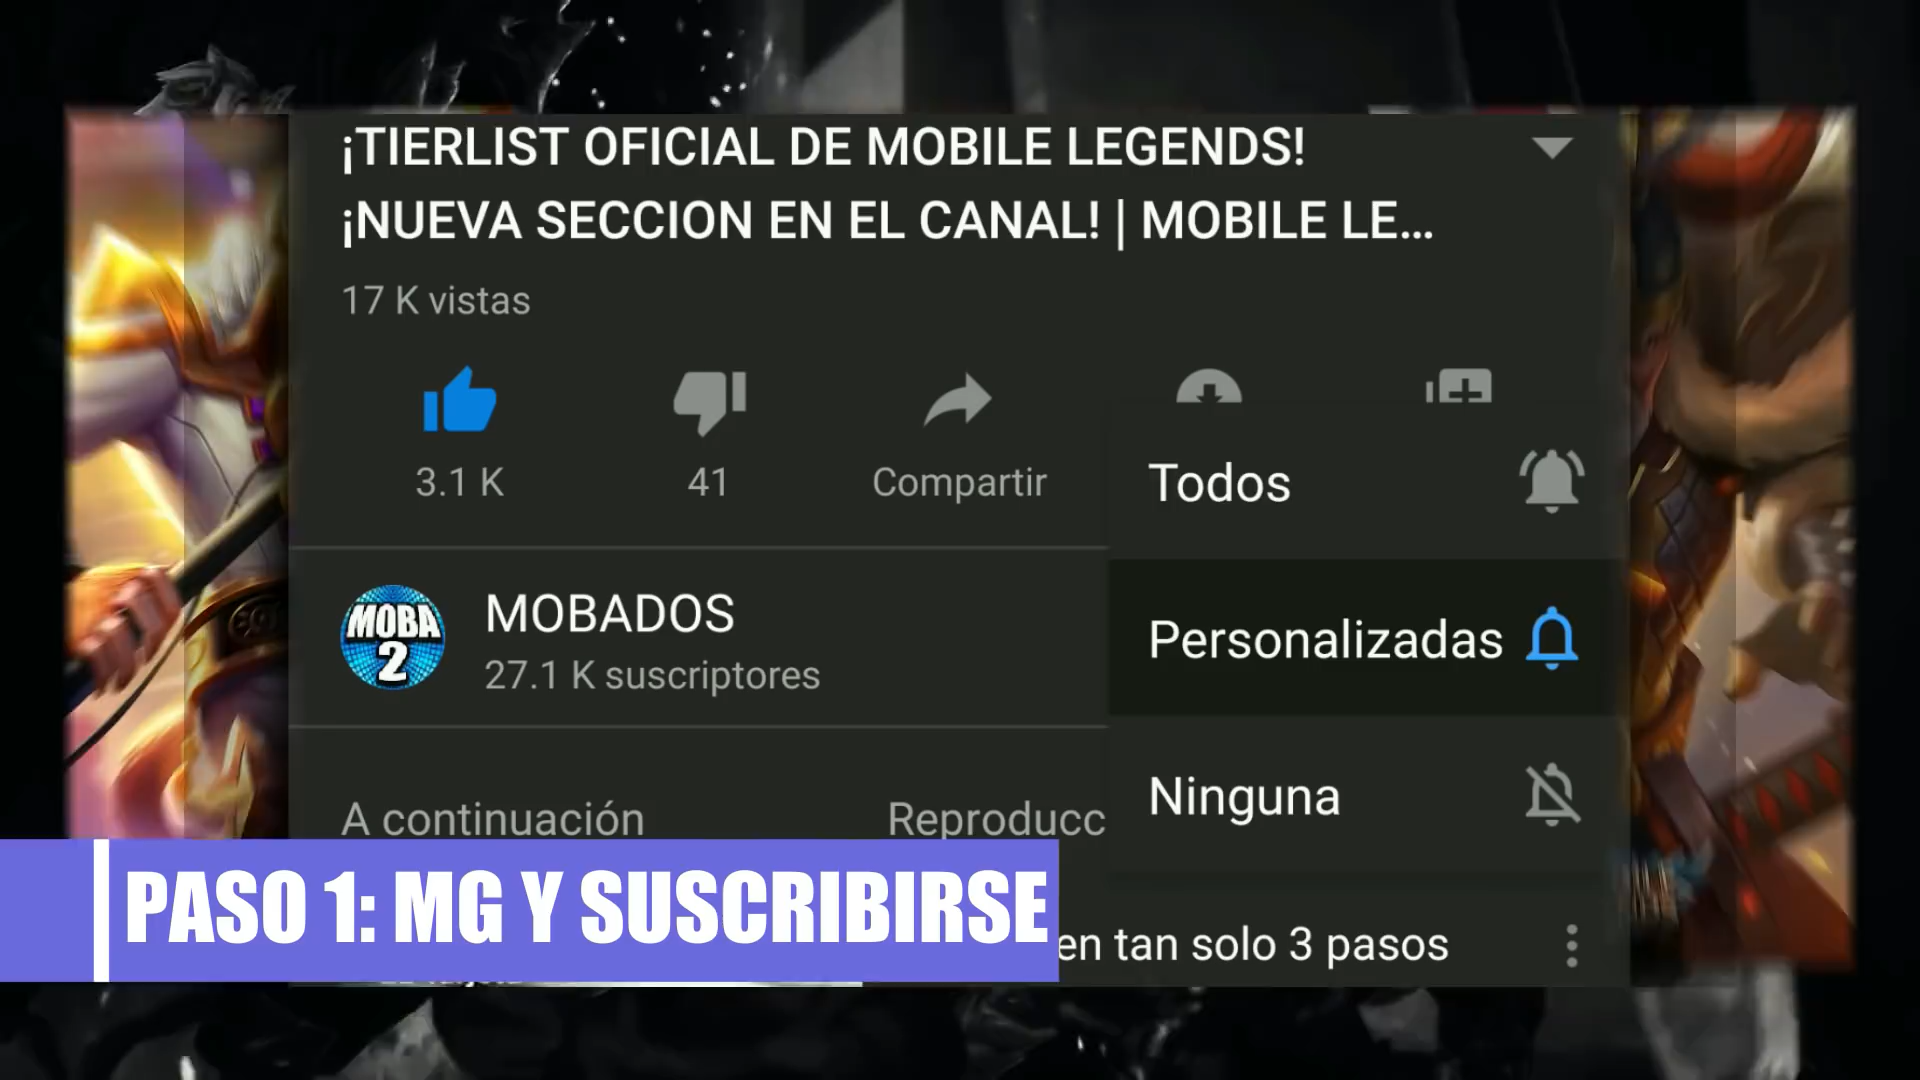 ¡TIERLIST OFICIAL DE MOBILE LEGENDS!
¡NUEVA SECCION EN EL CANAL! | MOBILE LE...
17 K vistas
3.1 K
41
Compartir
Todos
MOBA
2
MOBADOS
27.1 K suscriptores
Personalizadas
Ninguna
A continuación
Reproducc
PASO 1: MG Y SUSCRIBIRSE
en tan solo 3 pasos